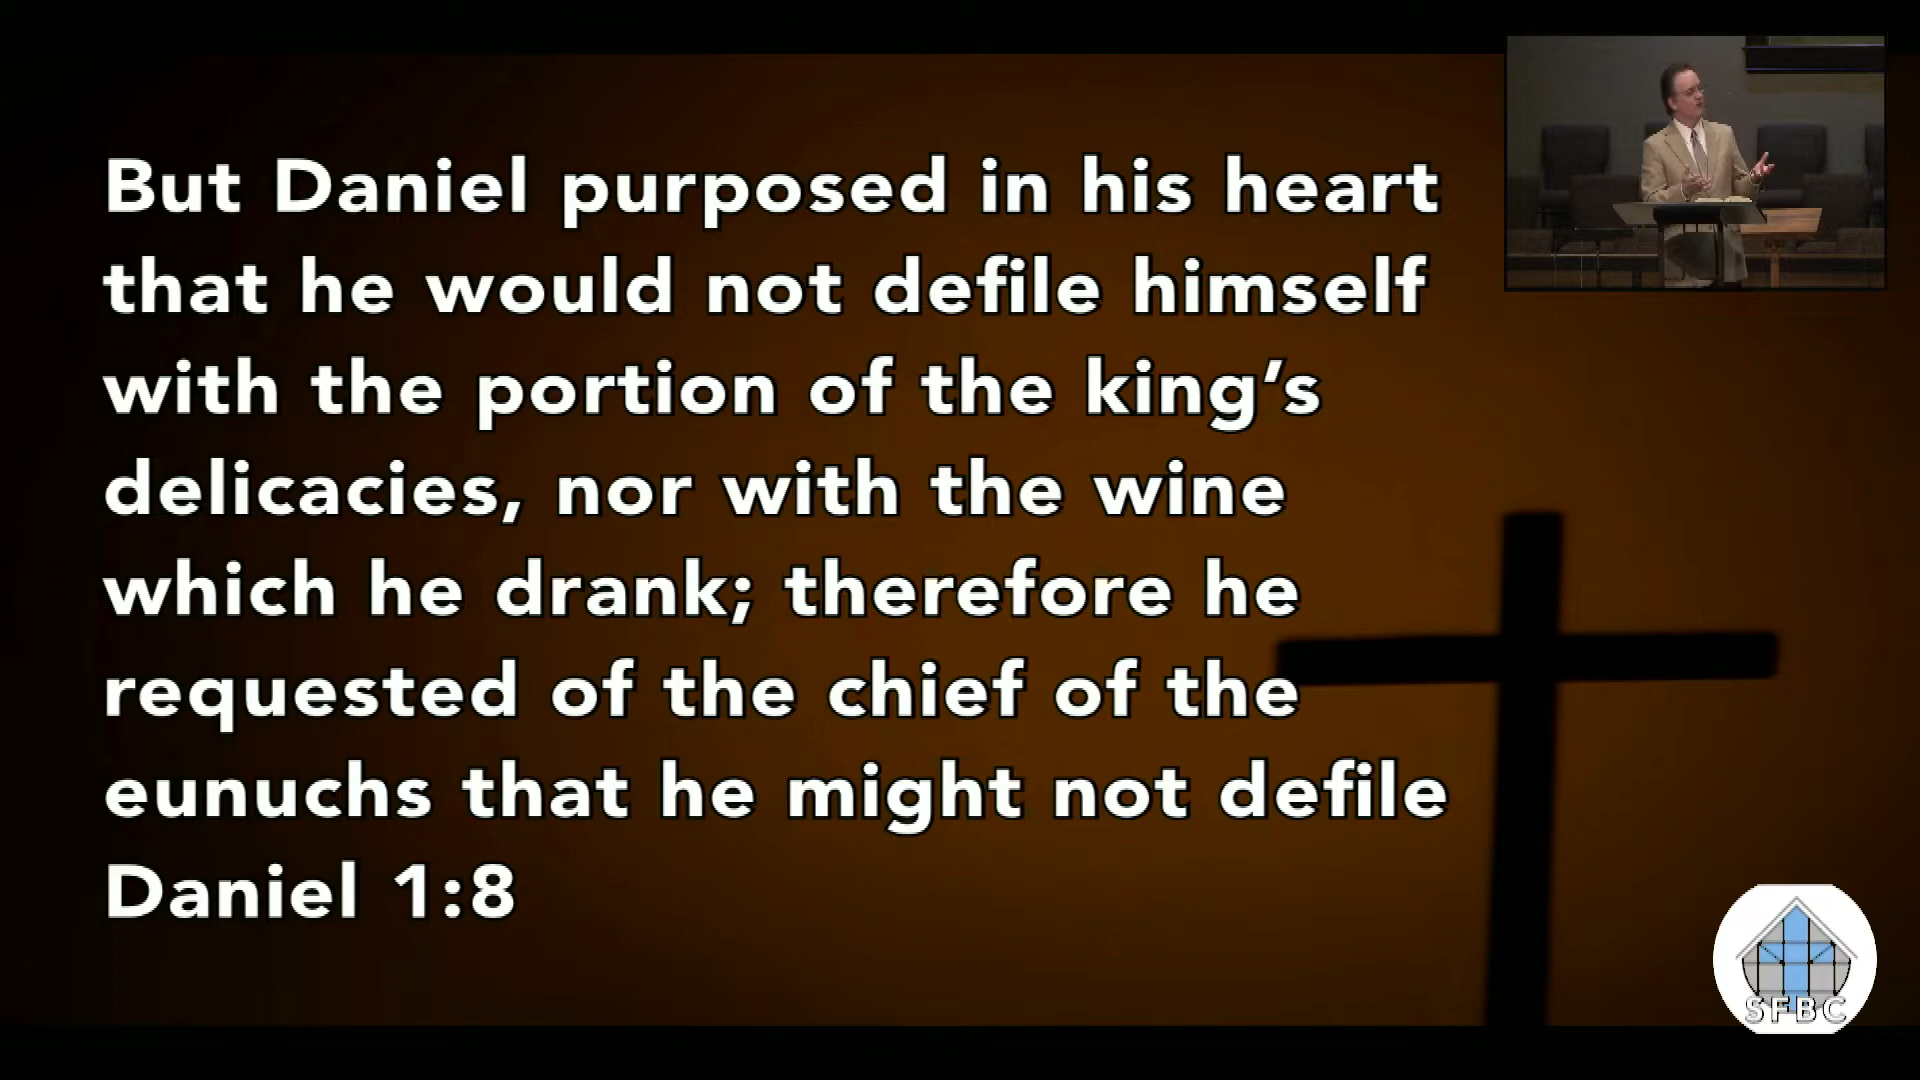 But Daniel purposed in his heart
that he would not defile himself
with the portion of the king’s
delicacies, nor with the wine
which he drank; therefore he
requested of the chief of the
eunuchs that he might not defile
Daniel 1:8
SFBC